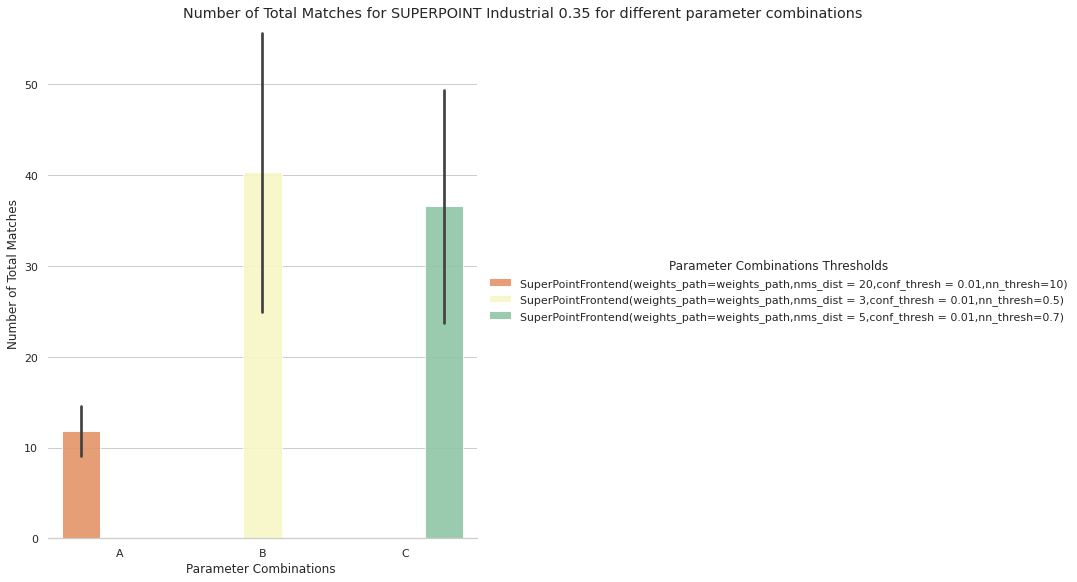 Number of Total Matches for SUPERPOINT Industrial 0.35 for different parameter combinations
Number of Total Matches
50
40
30
20
10
0
A B C
Parameter Combinations
Parameter Combinations Thresholds
SuperPointFrontend(weights_path=weights_path,nms_dist = 20,conf_thresh = 0.01,nn_thresh=10)
SuperPointFrontend(weights_path=weights_path,nms_dist = 3,conf_thresh = 0.01,nn_thresh=0.5)
SuperPointFrontend(weights_path=weights_path,nms_dist = 5,conf_thresh = 0.01,nn_thresh=0.7)